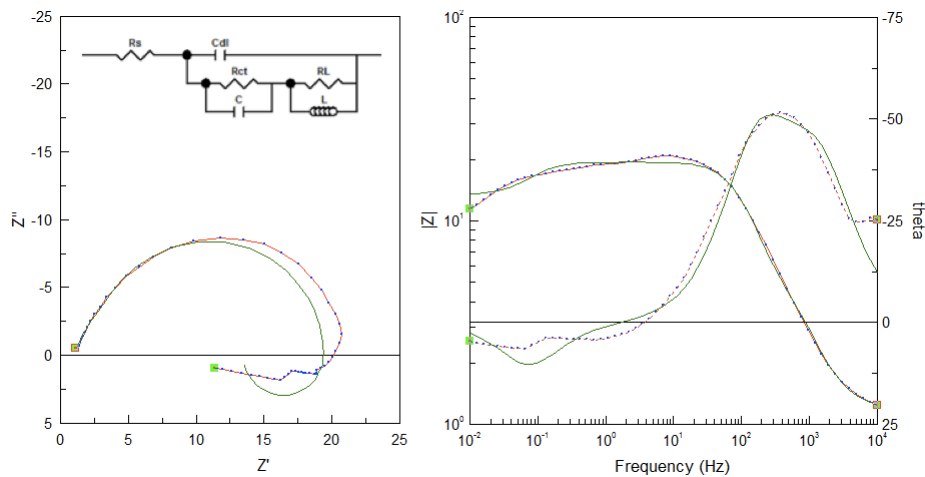 -25
-20
-15
-10
-5
0
5
Z''
0
5
10
15
20
25
Z'
Rs
Cdl
Rct
RL
C
L
10²
10¹
10⁰
|Z|
-75
-50
-25
0
25
theta
10⁻²
10⁻¹
10⁰
10¹
10²
10³
10⁴
Frequency (Hz)